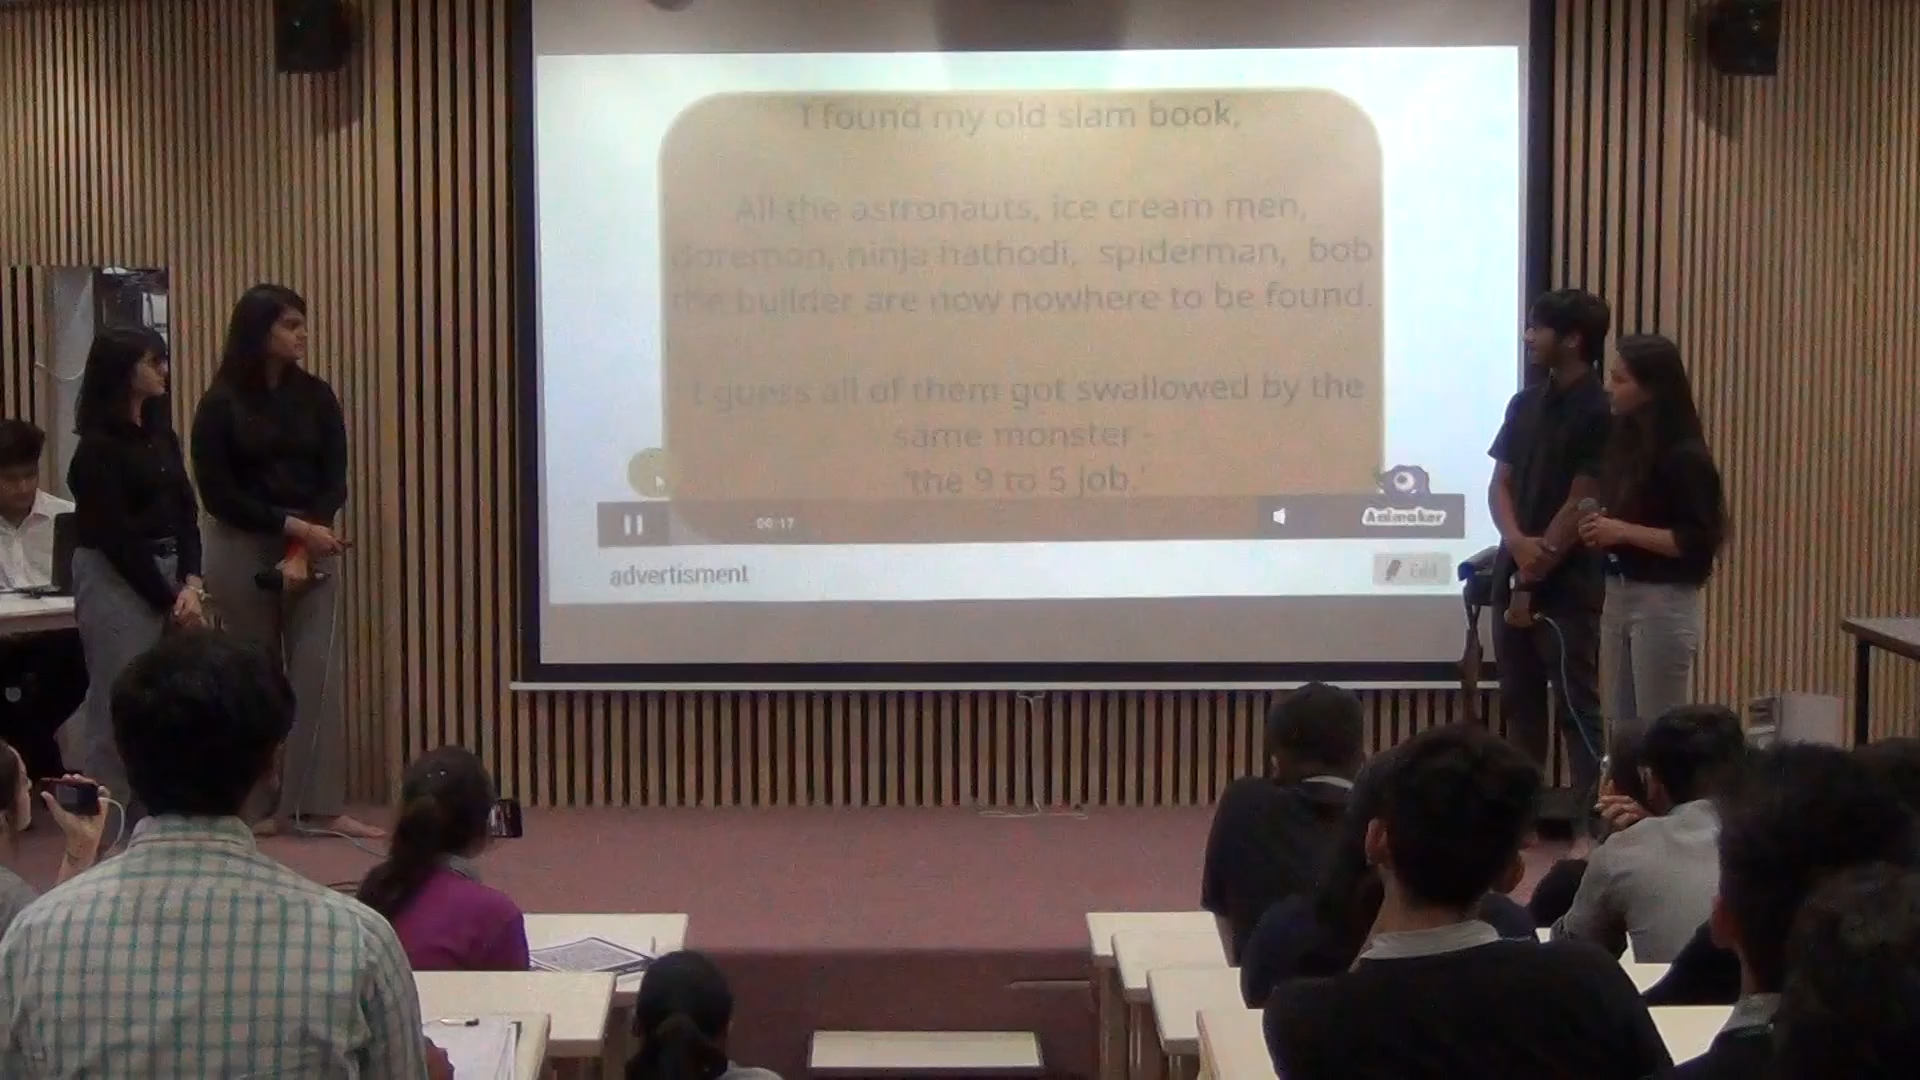 I found my old slam book,
All the astronauts, ice cream men,
doremon, ninja hathodi, spiderman, bob
the builder are now nowhere to be found.
I guess all of them got swallowed by the
same monster -
'the 9 to 5 job.'
00:17
Animaker
advertisment
Edit